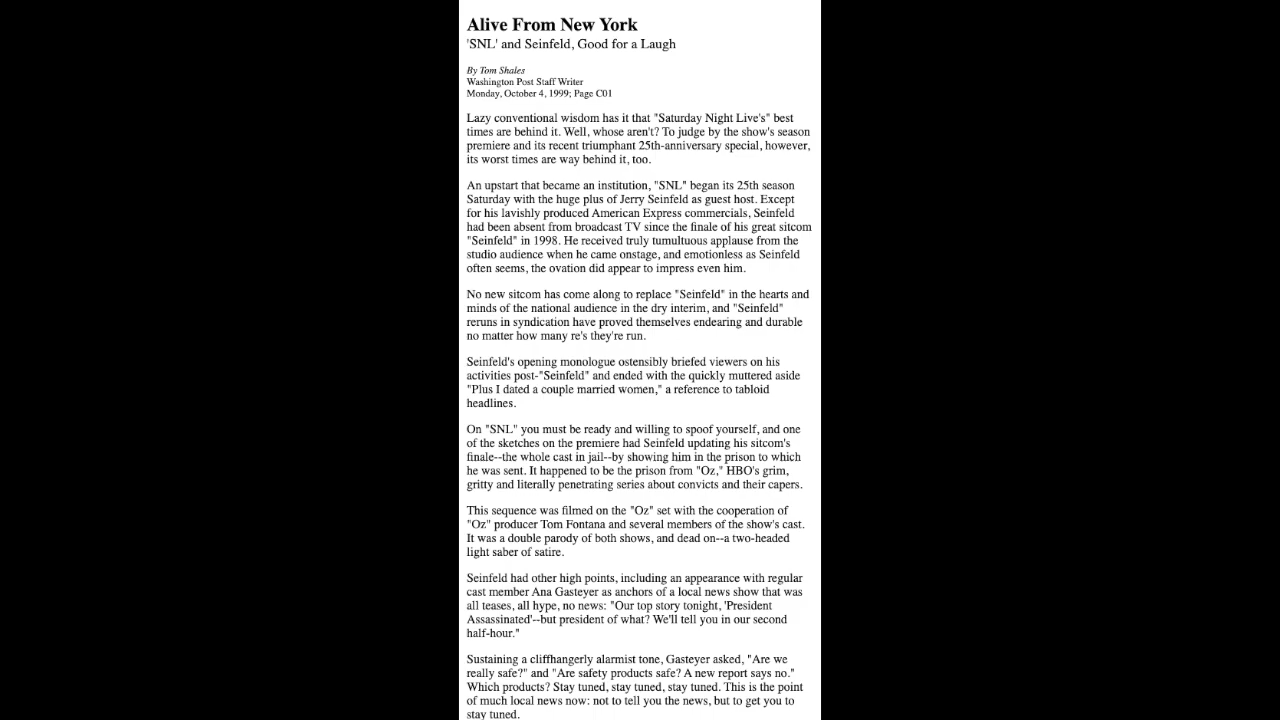 Alive From New York
'SNL' and Seinfeld, Good for a Laugh
By Tom Shales
Washington Post Staff Writer
Monday, October 4, 1999; Page C01
Lazy conventional wisdom has it that "Saturday Night Live's" best
times are behind it. Well, whose aren't? To judge by the show's season
premiere and its recent triumphant 25th-anniversary special, however,
its worst times are way behind it, too.
An upstart that became an institution, "SNL" began its 25th season
Saturday with the huge plus of Jerry Seinfeld as guest host. Except
for his lavishly produced American Express commercials, Seinfeld
had been absent from broadcast TV since the finale of his great sitcom
"Seinfeld" in 1998. He received truly tumultuous applause from the
studio audience when he came onstage, and emotionless as Seinfeld
often seems, the ovation did appear to impress even him.
No new sitcom has come along to replace "Seinfeld" in the hearts and
minds of the national audience in the dry interim, and "Seinfeld"
reruns in syndication have proved themselves endearing and durable
no matter how many re's they're run.
Seinfeld's opening monologue ostensibly briefed viewers on his
activities post-"Seinfeld" and ended with the quickly muttered aside
"Plus I dated a couple married women," a reference to tabloid
headlines.
On "SNL" you must be ready and willing to spoof yourself, and one
of the sketches on the premiere had Seinfeld updating his sitcom's
finale--the whole cast in jail--by showing him in the prison to which
he was sent. It happened to be the prison from "Oz," HBO's grim,
gritty and literally penetrating series about convicts and their capers.
This sequence was filmed on the "Oz" set with the cooperation of
"Oz" producer Tom Fontana and several members of the show's cast.
It was a double parody of both shows, and dead on--a two-headed
light saber of satire.
Seinfeld had other high points, including an appearance with regular
cast member Ana Gasteyer as anchors of a local news show that was
all teases, all hype, no news: "Our top story tonight, 'President
Assassinated'--but president of what? We'll tell you in our second
half-hour."
Sustaining a cliffhangerly alarmist tone, Gasteyer asked, "Are we
really safe?" and "Are safety products safe? A new report says no."
Which products? Stay tuned, stay tuned, stay tuned. This is the point
of much local news now: not to tell you the news, but to get you to
stay tuned.